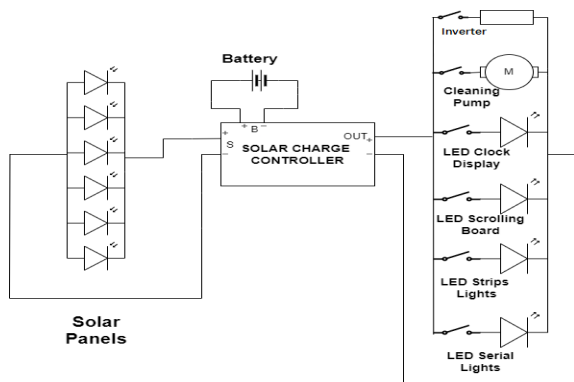 Inverter
Battery
M
Cleaning
Pump
+ B −
+
S
−
OUT
+
−
SOLAR CHARGE
CONTROLLER
LED Clock
Display
LED Scrolling
Board
LED Strips
Lights
Solar
Panels
LED Serial
Lights